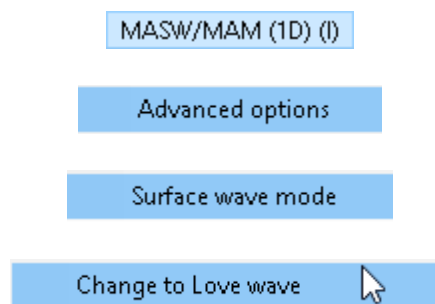 MASW/MAM (1D) (I)
Advanced options
Surface wave mode
Change to Love wave